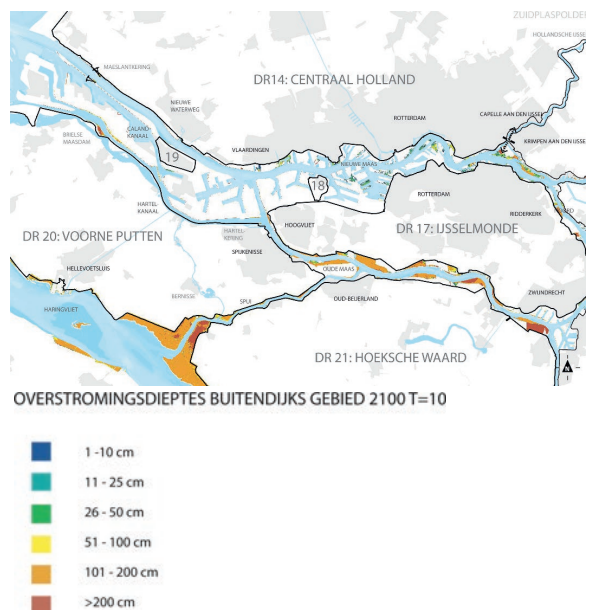 ZUIDPLASPOLDE
HOLLANDSCHE IJSSE
MAESLANTKERING
DR14: CENTRAAL HOLLAND
NIEUWE
WATERWEG
ROTTERDAM
CAPELLE AAN DEN IJSSEL
KRIMPEN AAN DEN IJSSE
BRIELSE
MAASDAM
CALAND-
KANAAL
VLAARDINGEN
19
NIEUWE MAAS
18
ROTTERDAM
HARTEL-
KANAAL
HOOGVLIET
DR 17: IJSSELMONDE
RIDDERKERK
DR 20: VOORNE PUTTEN
HARTEL-
KERING
SPIJKENISSE
HELLEVOETSLUIS
OUDE MAAS
BERNISSE
ZWIJNDRECHT
HARINGVLIET
SPUI
OUD-BEIJERLAND
DR 21: HOEKSCHE WAARD
N
OVERSTROMINGSDIEPTES BUITENDIJKS GEBIED 2100 T=10
1 -10 cm
11 - 25 cm
26 - 50 cm
51 - 100 cm
101 - 200 cm
>200 cm